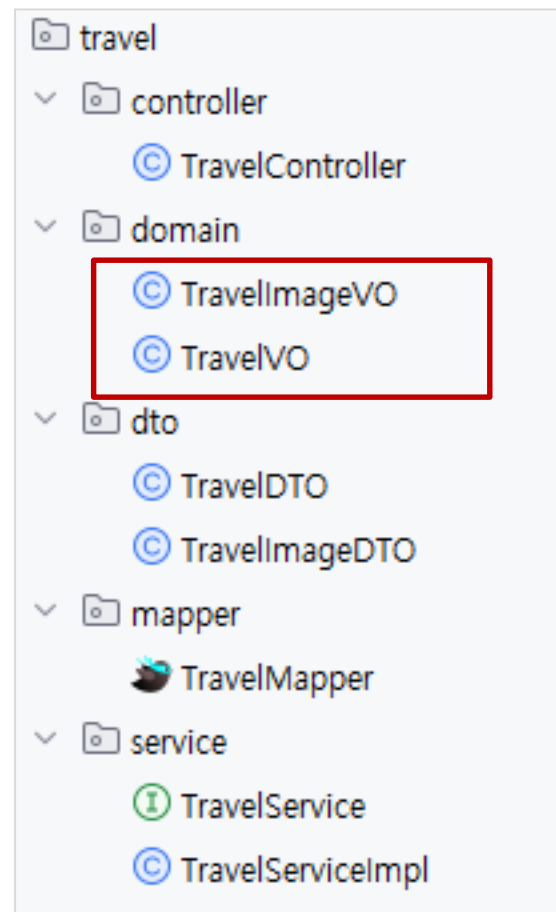 travel
controller
TravelController
domain
TravelImageVO
TravelVO
dto
TravelDTO
TravelImageDTO
mapper
TravelMapper
service
TravelService
TravelServiceImpl